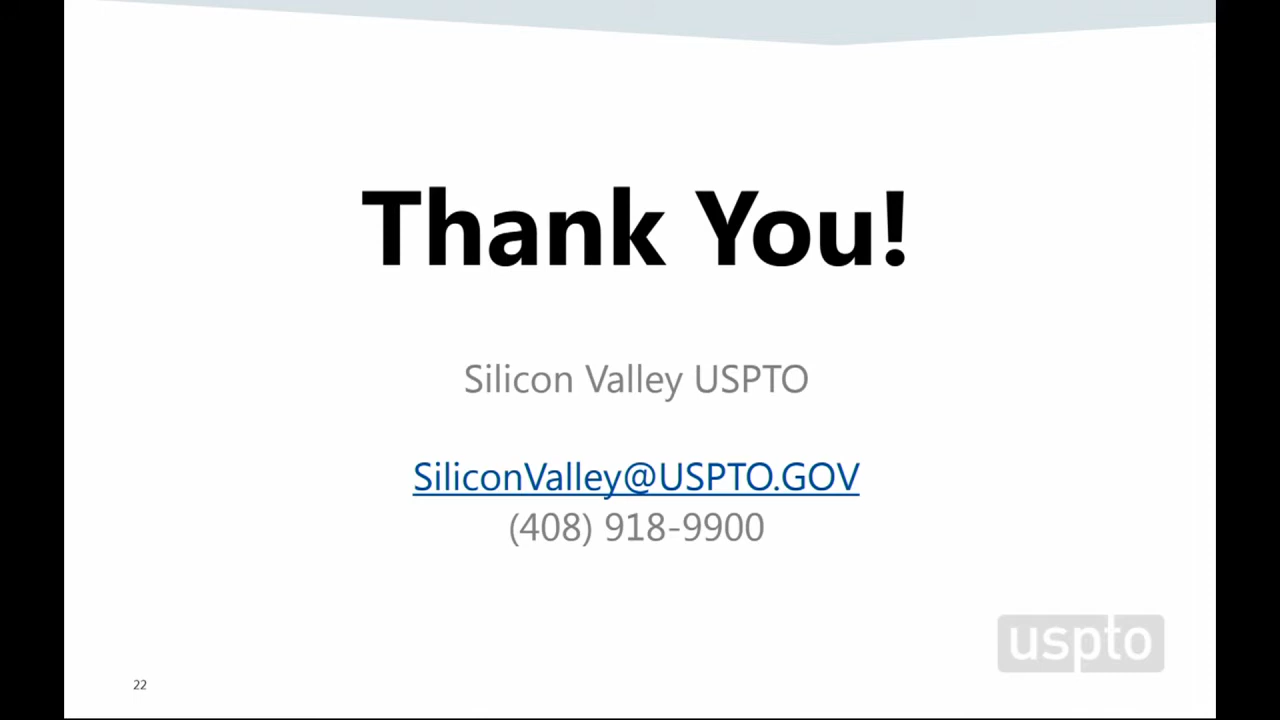 Thank You!
Silicon Valley USPTO
SiliconValley@USPTO.GOV
(408) 918-9900
uspto
22